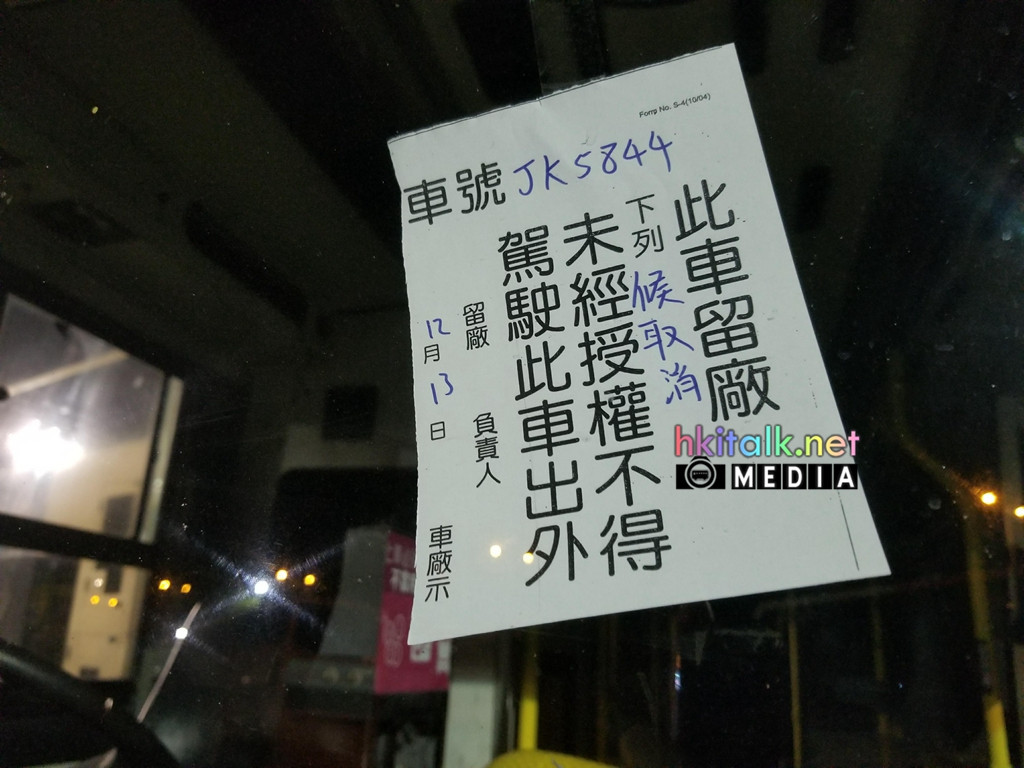 Form No. S-4(10/04)
車號 JK5844
此車留廠
下列候取消
未經授權不得
駕駛此車出外
留廠 負責人
12月13日
車廠示
hkitalk.net
MEDIA